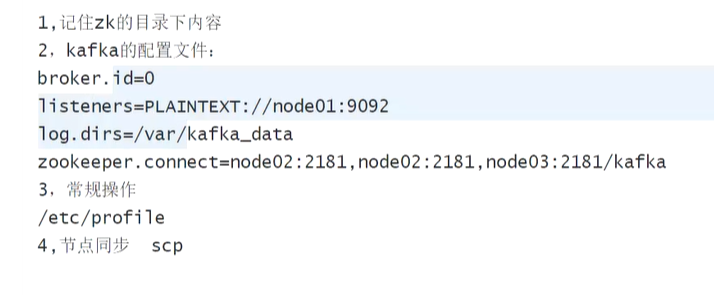 1,记住zk的目录下内容
2，kafka的配置文件：
broker.id=0
listeners=PLAINTEXT://node01:9092
log.dirs=/var/kafka_data
zookeeper.connect=node02:2181,node02:2181,node03:2181/kafka
3，常规操作
/etc/profile
4,节点同步  scp